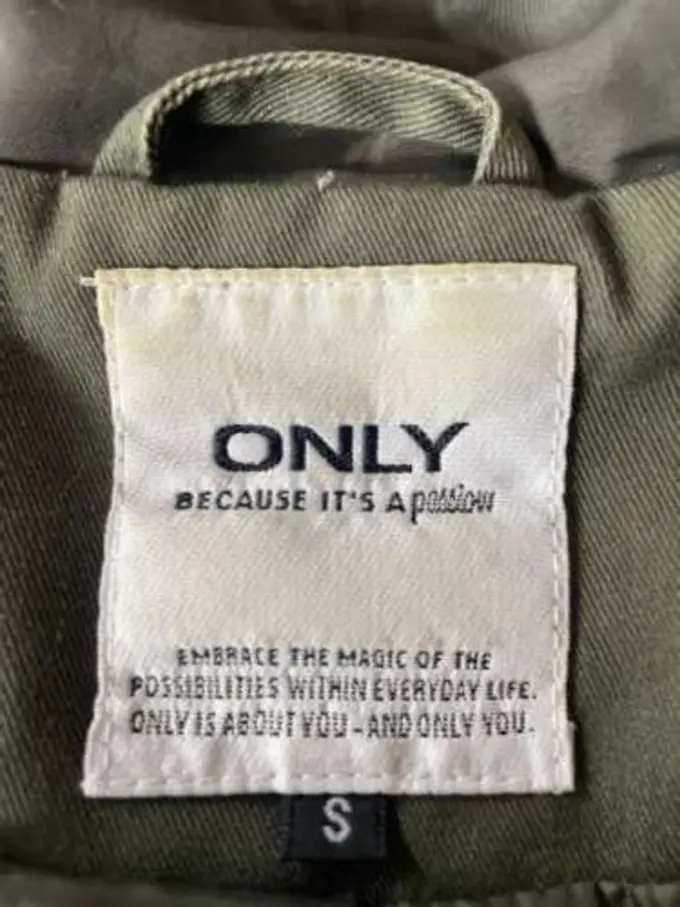 ONLY
BECAUSE IT'S A passion
EMBRACE THE MAGIC OF THE
POSSIBILITIES WITHIN EVERYDAY LIFE.
ONLY IS ABOUT YOU - AND ONLY YOU.
S